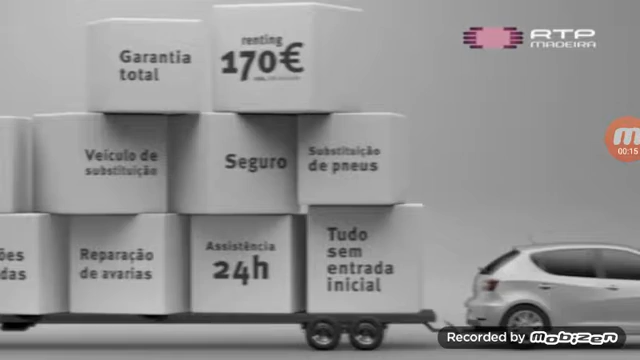 RTP
MADEIRA
Garantia
total
renting
170€
00:15
Veículo de
substituição
Seguro
Substituição
de pneus
ões
das
Reparação
de avarias
Assistência
24h
Tudo
sem
entrada
inicial
Recorded by mobizen